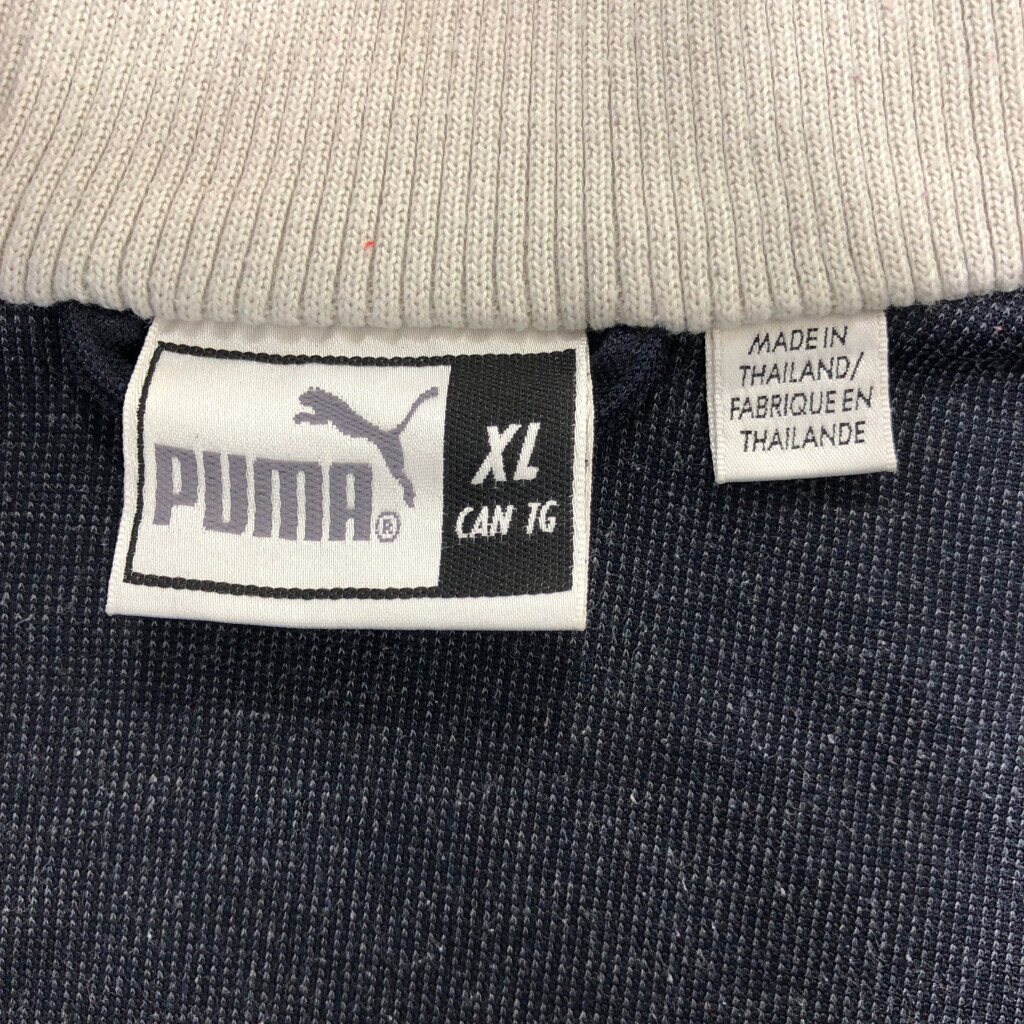 PUMA®
XL
CAN TG
MADE IN
THAILAND/
FABRIQUE EN
THAILANDE